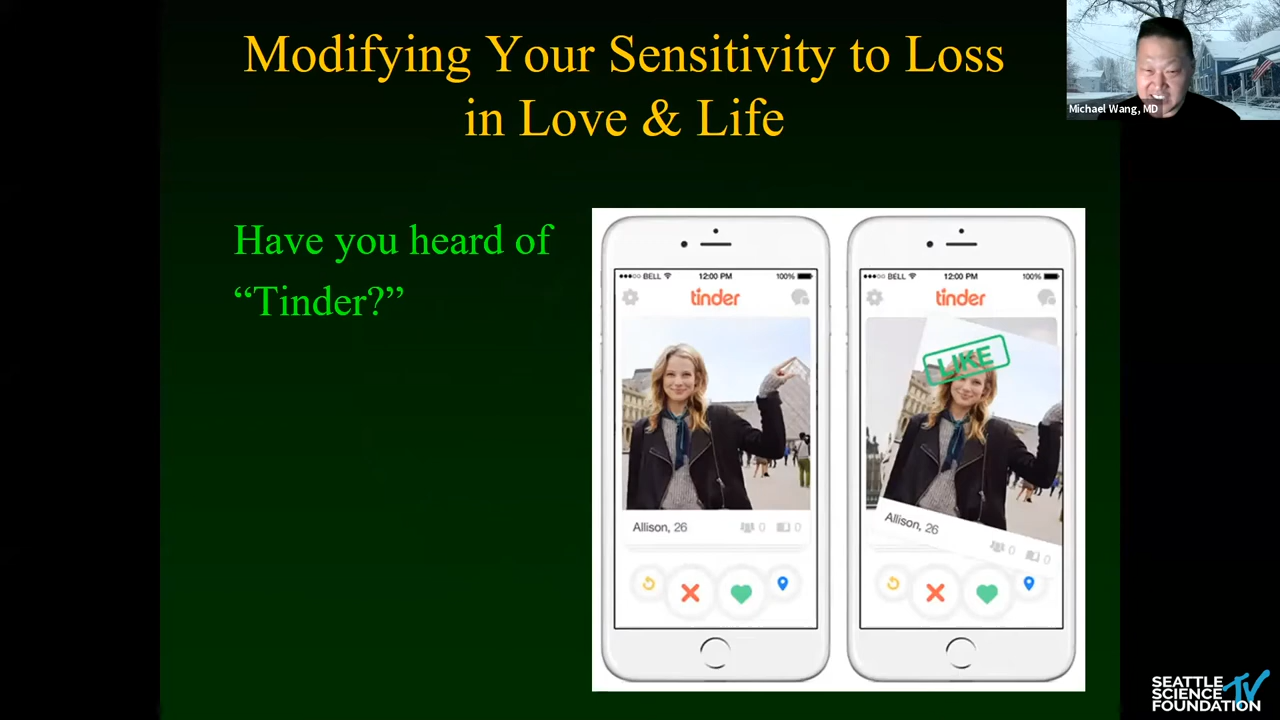 Modifying Your Sensitivity to Loss
in Love & Life
Michael Wang, MD
Have you heard of
“Tinder?”
BELL 12:00 PM 100%
tinder
Allison, 26
0 0
BELL 12:00 PM 100%
tinder
LIKE
Allison, 26
0 0
SEATTLE
SCIENCE TV
FOUNDATION